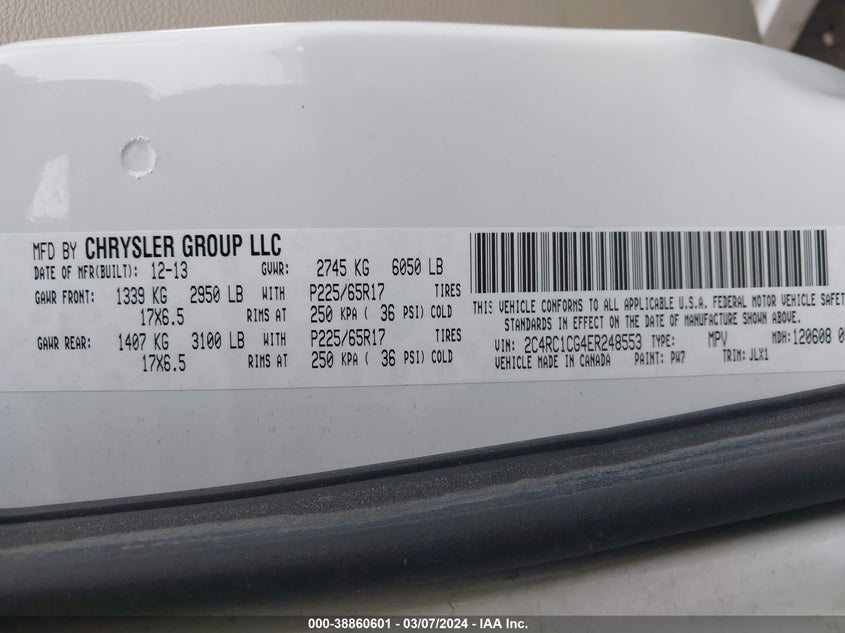 MFD BY CHRYSLER GROUP LLC
DATE OF MFR(BUILT): 12-13 GVWR: 2745 KG 6050 LB
GAWR FRONT: 1339 KG 2950 LB WITH P225/65R17 TIRES
17X6.5 RIMS AT 250 KPA ( 36 PSI) COLD
GAWR REAR: 1407 KG 3100 LB WITH P225/65R17 TIRES
17X6.5 RIMS AT 250 KPA ( 36 PSI) COLD
THIS VEHICLE CONFORMS TO ALL APPLICABLE U.S.A. FEDERAL MOTOR VEHICLE SAFET
STANDARDS IN EFFECT ON THE DATE OF MANUFACTURE SHOWN ABOVE.
VIN: 2C4RC1CG4ER248553 TYPE: MPV MDH: 120608 0
VEHICLE MADE IN CANADA PAINT: PW7 TRIM: JLX1
000-38860601 — 03/07/2024 — IAA Inc.